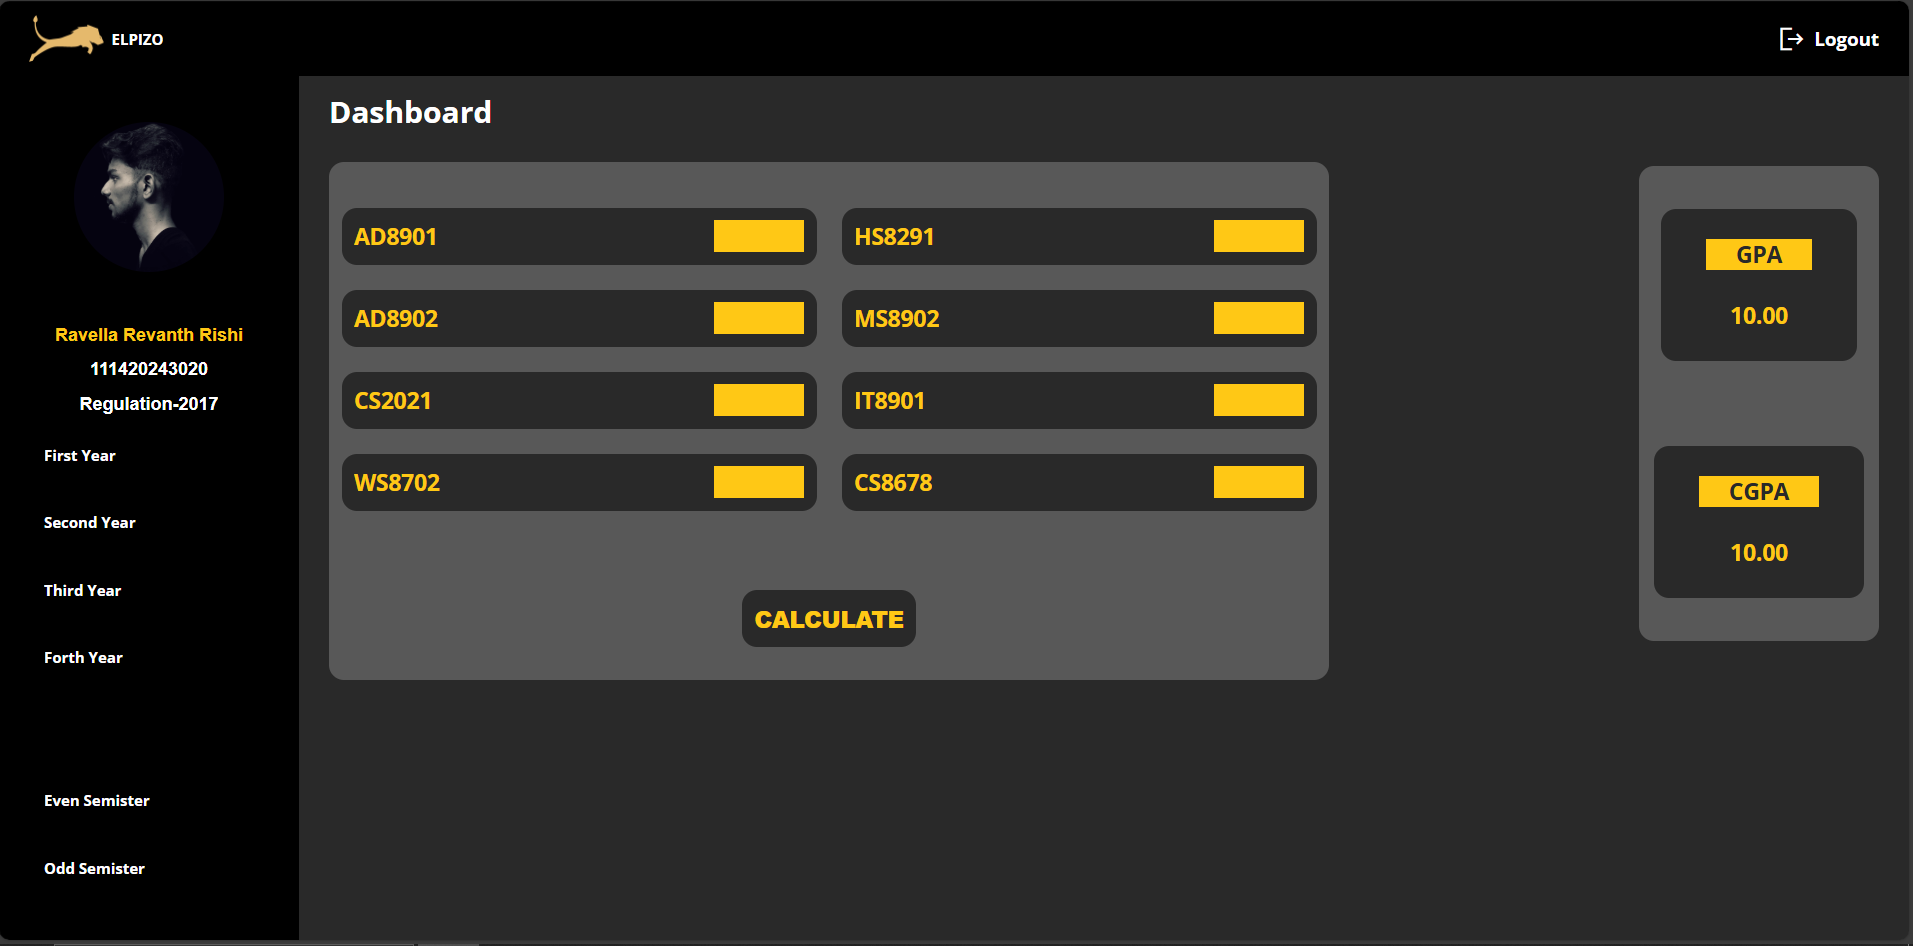 ELPIZO
Logout
Ravella Revanth Rishi
111420243020
Regulation-2017
First Year
Second Year
Third Year
Forth Year
Even Semister
Odd Semister
Dashboard
AD8901
HS8291
AD8902
MS8902
CS2021
IT8901
WS8702
CS8678
CALCULATE
GPA
10.00
CGPA
10.00